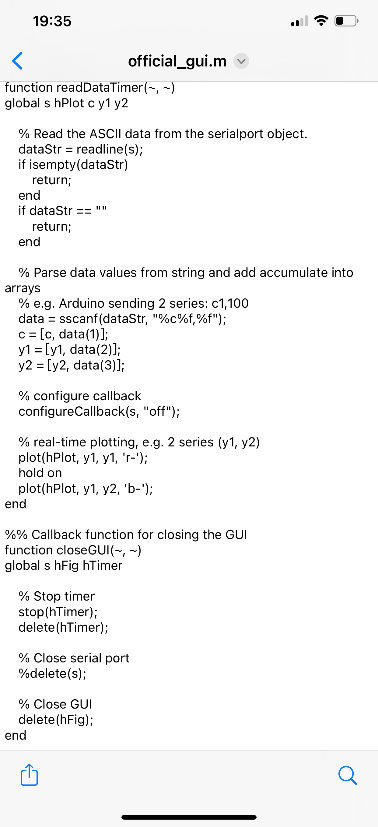 19:35
official_gui.m
function readDataTimer(~, ~)
global s hPlot c y1 y2
% Read the ASCII data from the serialport object.
dataStr = readline(s);
if isempty(dataStr)
return;
end
if dataStr == ""
return;
end
% Parse data values from string and add accumulate into
arrays
% e.g. Arduino sending 2 series: c1,100
data = sscanf(dataStr, "%c%f,%f");
c = [c, data(1)];
y1 = [y1, data(2)];
y2 = [y2, data(3)];
% configure callback
configureCallback(s, "off");
% real-time plotting, e.g. 2 series (y1, y2)
plot(hPlot, y1, y1, 'r-');
hold on
plot(hPlot, y1, y2, 'b-');
end
%% Callback function for closing the GUI
function closeGUI(~, ~)
global s hFig hTimer
% Stop timer
stop(hTimer);
delete(hTimer);
% Close serial port
%delete(s);
% Close GUI
delete(hFig);
end